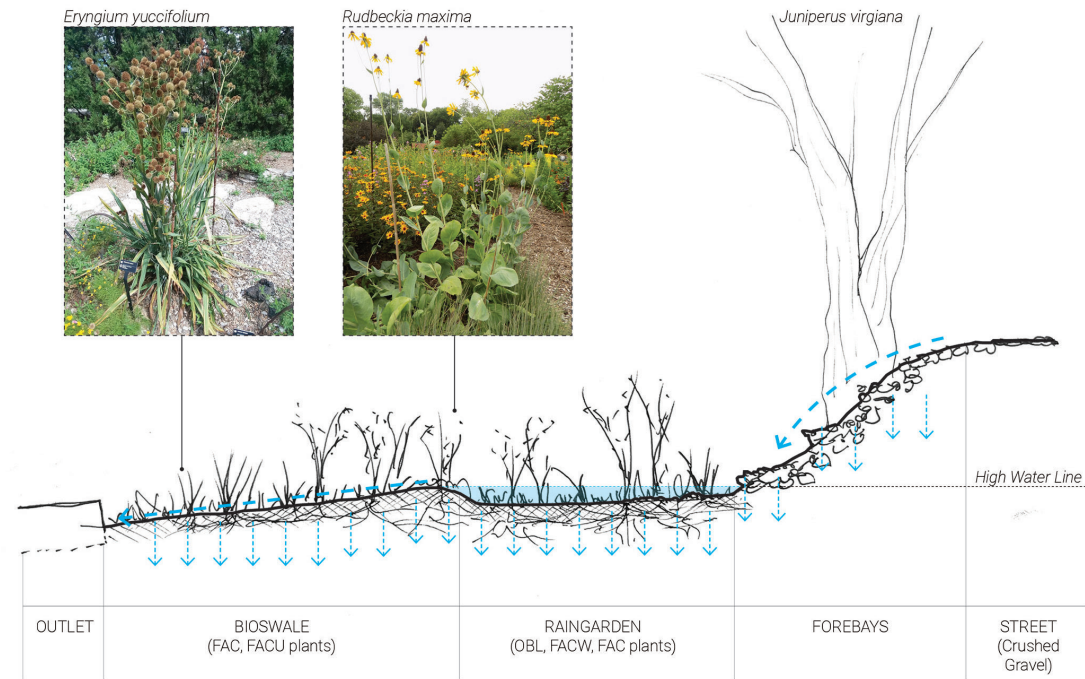 Eryngium yuccifolium
Rudbeckia maxima
Juniperus virgiana
High Water Line
OUTLET
BIOSWALE
(FAC, FACU plants)
RAINGARDEN
(OBL, FACW, FAC plants)
FOREBAYS
STREET
(Crushed
Gravel)